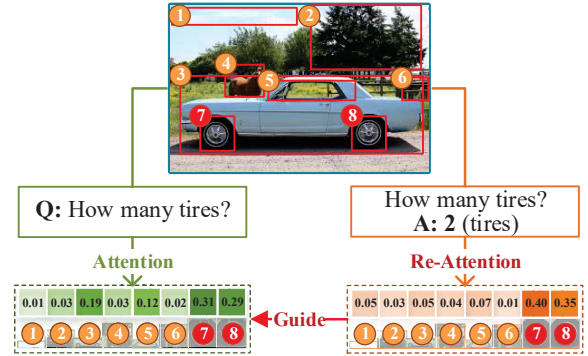 1 2
3 4 5 6
7 8
Q: How many tires?
How many tires?
A: 2 (tires)
Attention
Re-Attention
0.01 0.03 0.19 0.03 0.12 0.02 0.31 0.29
1 2 3 4 5 6 7 8
Guide
0.05 0.03 0.05 0.04 0.07 0.01 0.40 0.35
1 2 3 4 5 6 7 8